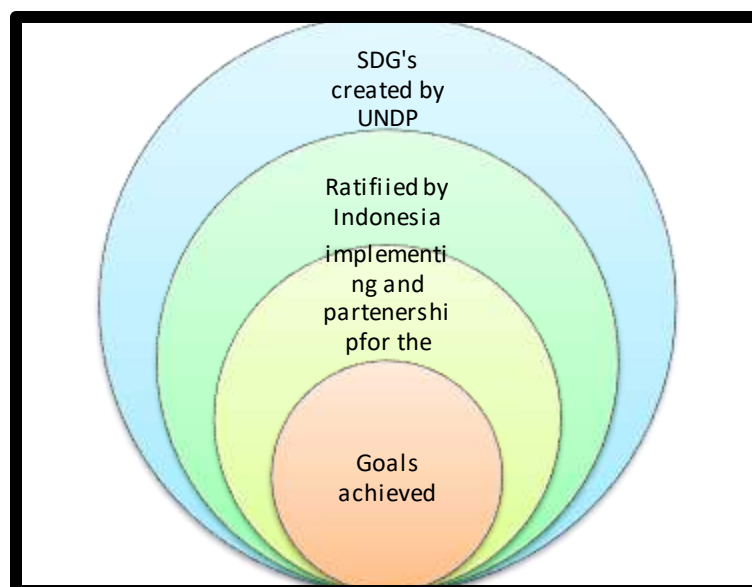 SDG's
created by
UNDP
Ratifiied by
Indonesia
implementi
ng and
partenershi
pfor the
Goals
achieved